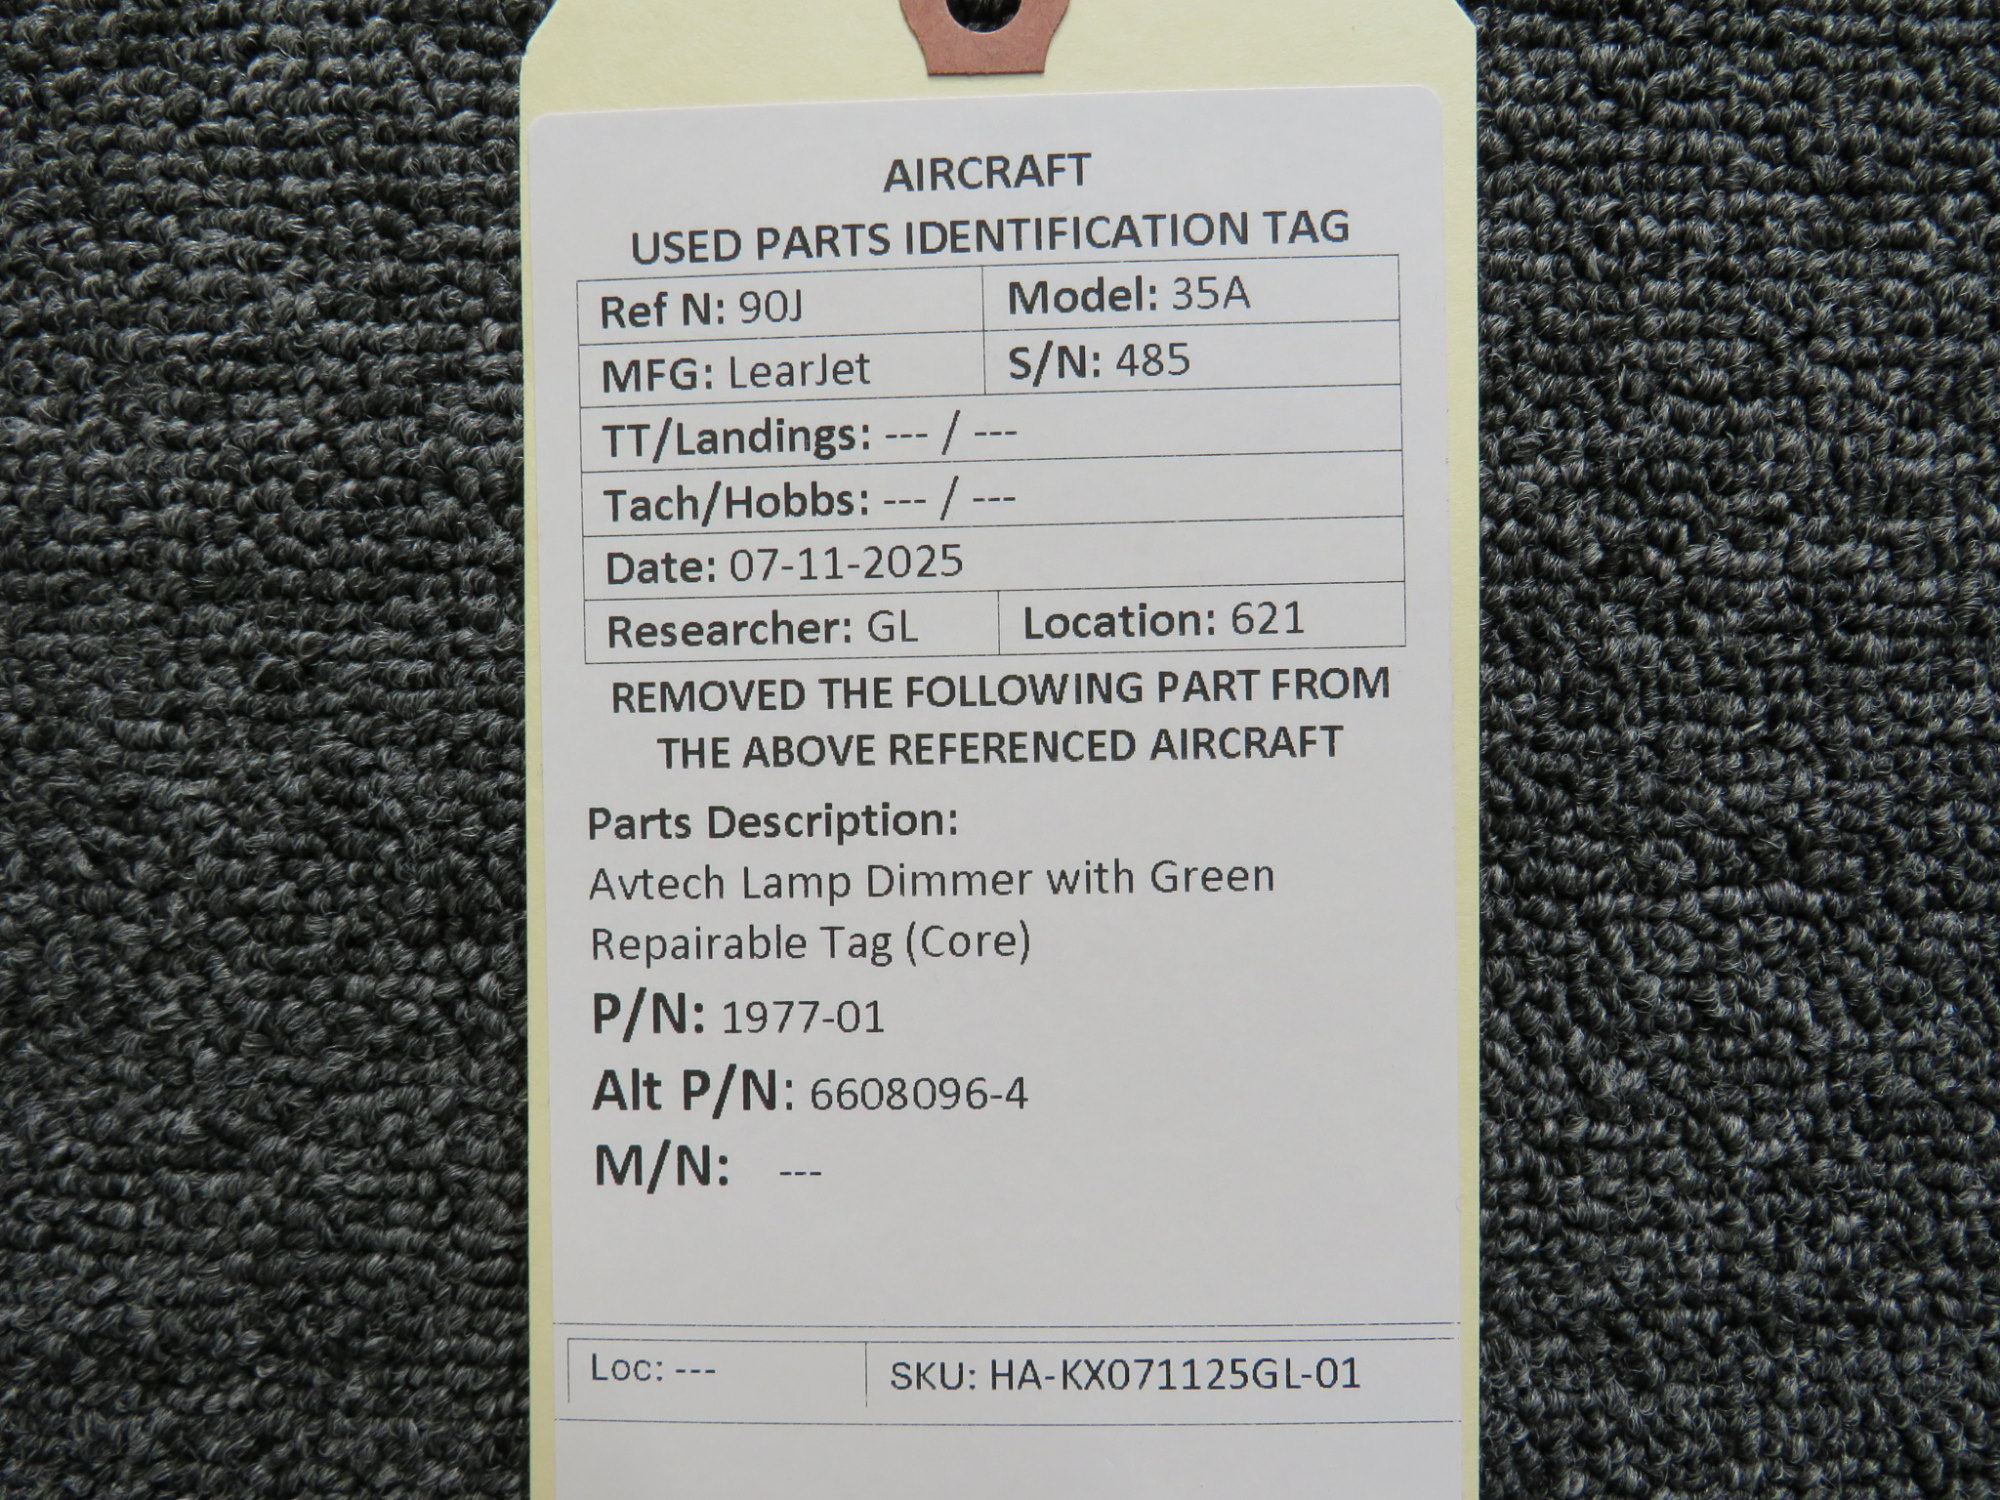 AIRCRAFT
USED PARTS IDENTIFICATION TAG
Ref N: 90J Model: 35A
MFG: LearJet S/N: 485
TT/Landings: --- / ---
Tach/Hobbs: --- / ---
Date: 07-11-2025
Researcher: GL Location: 621
REMOVED THE FOLLOWING PART FROM
THE ABOVE REFERENCED AIRCRAFT
Parts Description:
Avtech Lamp Dimmer with Green
Repairable Tag (Core)
P/N: 1977-01
Alt P/N: 6608096-4
M/N: ---
Loc: --- SKU: HA-KX071125GL-01